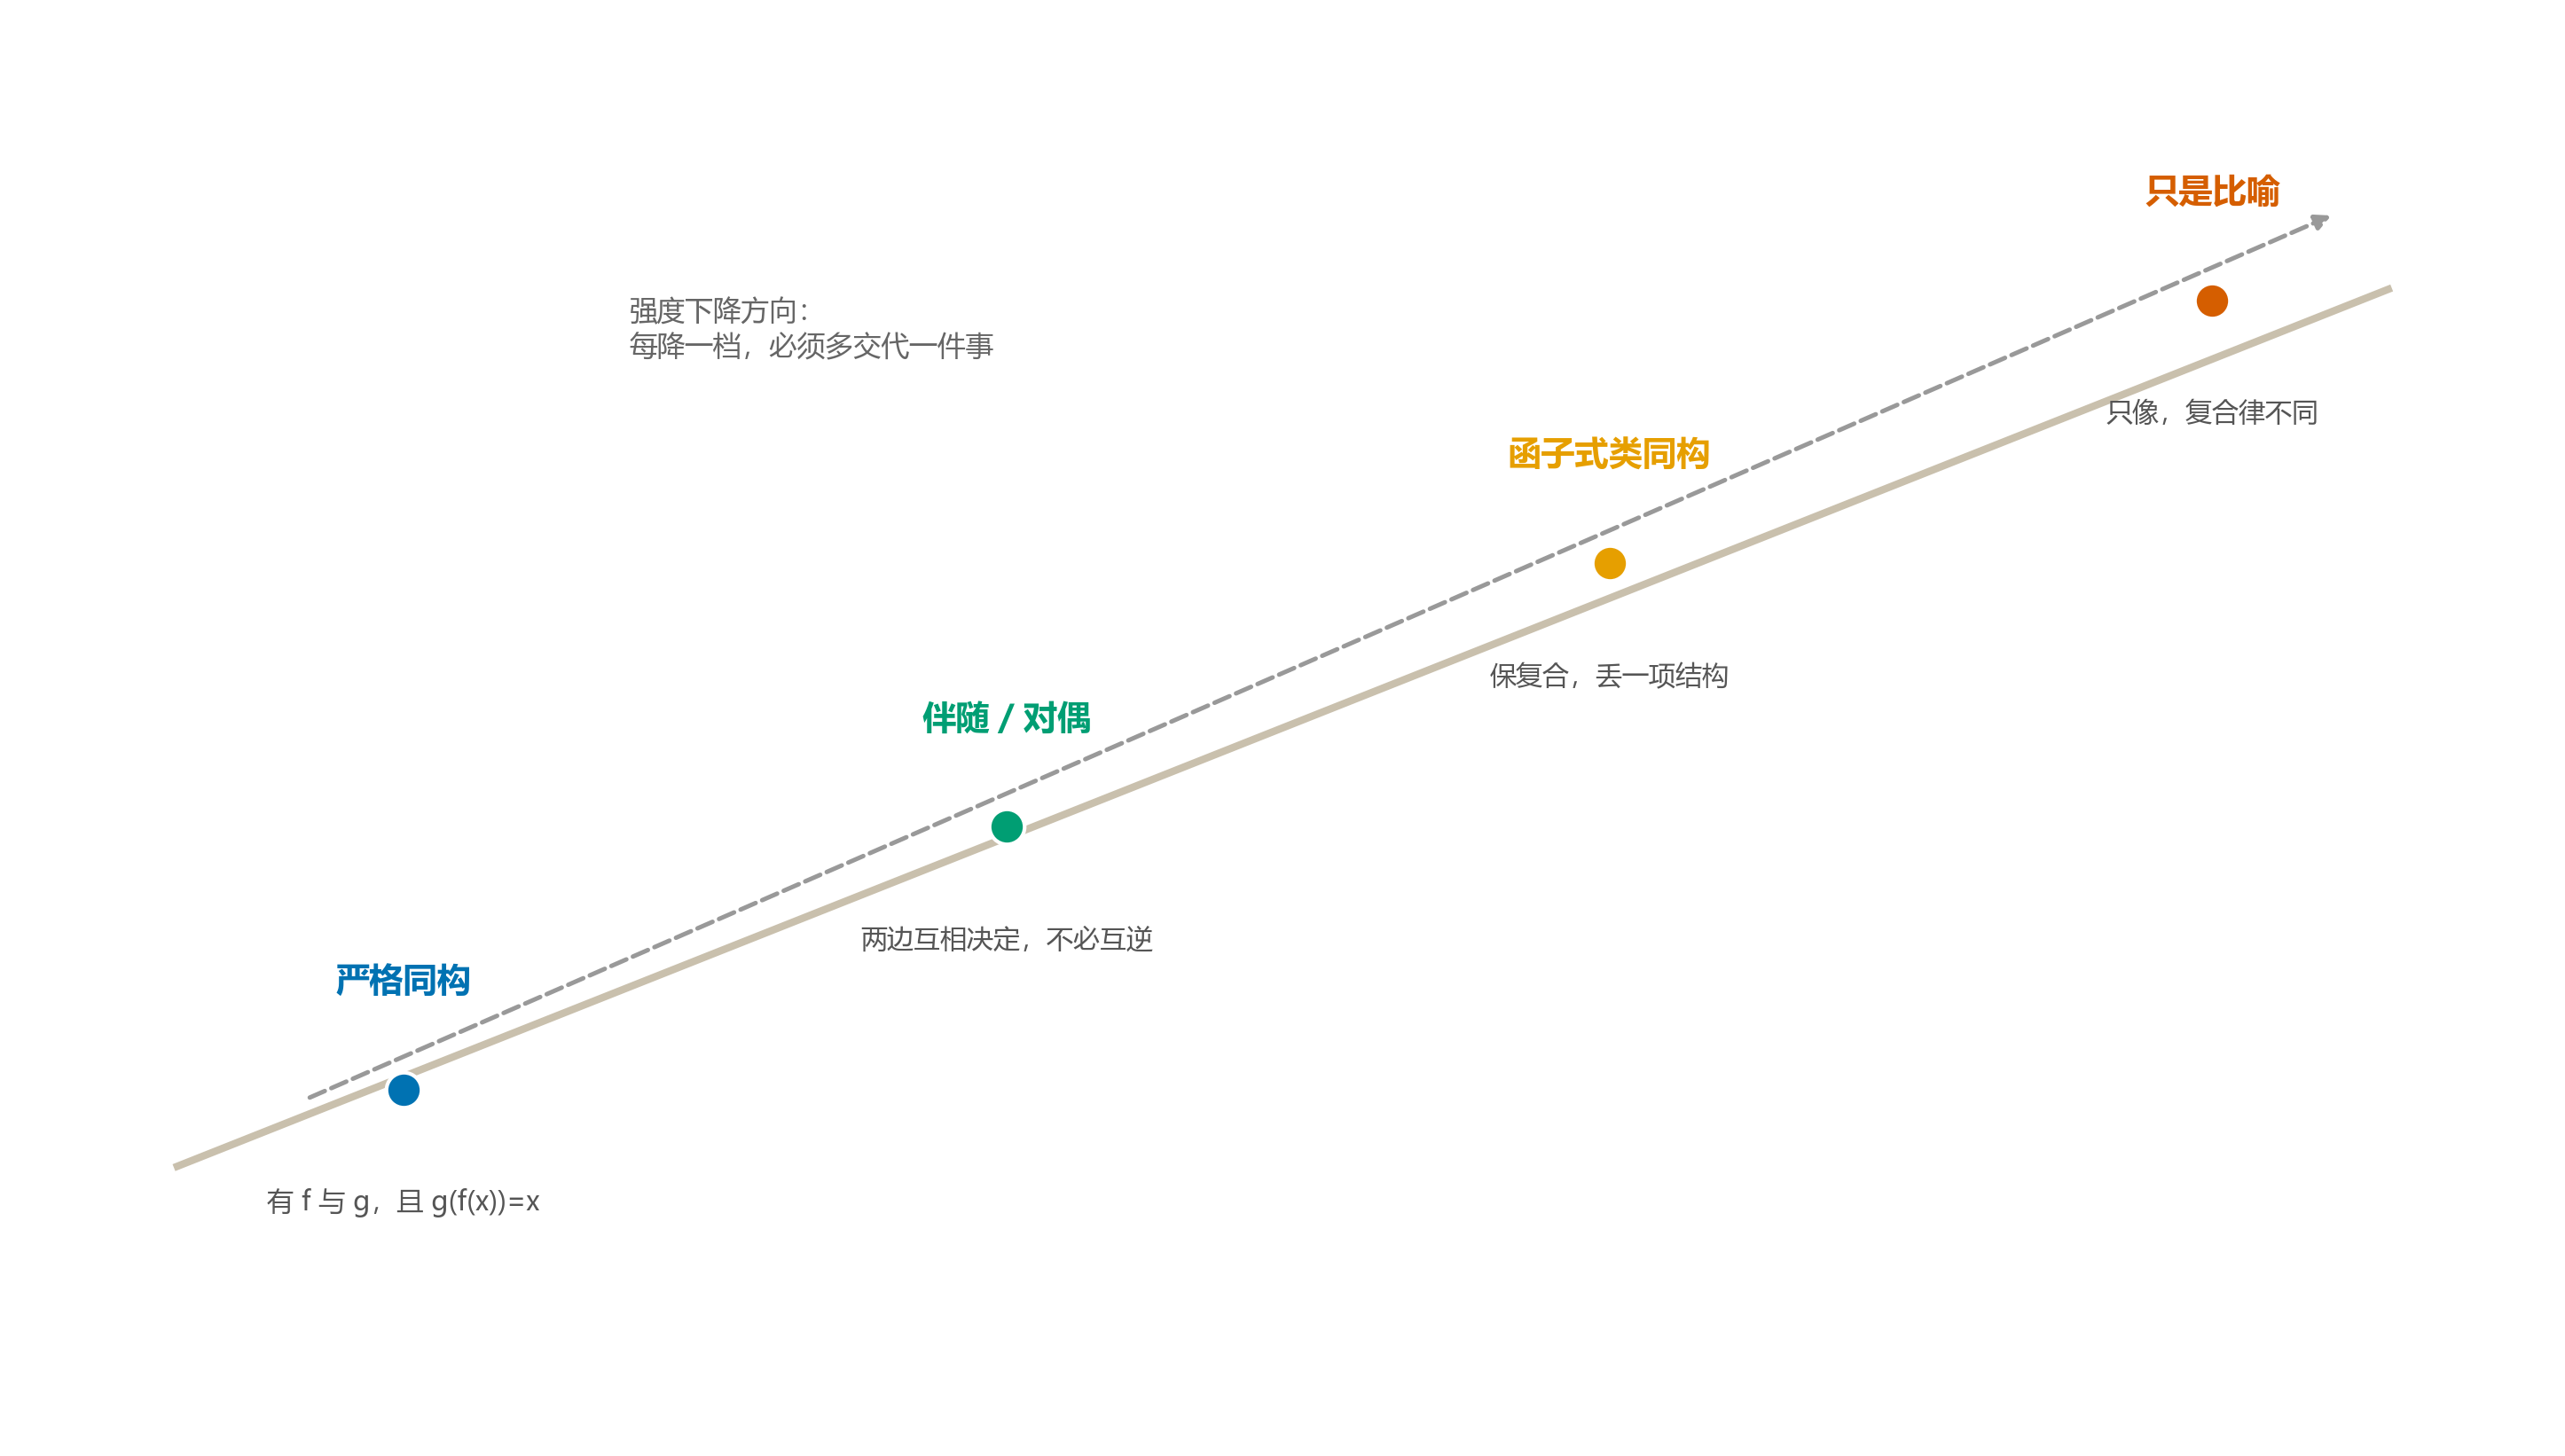 只是比喻
强度下降方向：
每降一档，必须多交代一件事
只像，复合律不同
函子式类同构
保复合，丢一项结构
伴随 / 对偶
两边互相决定，不必互逆
严格同构
有 f 与 g，且 g(f(x))=x